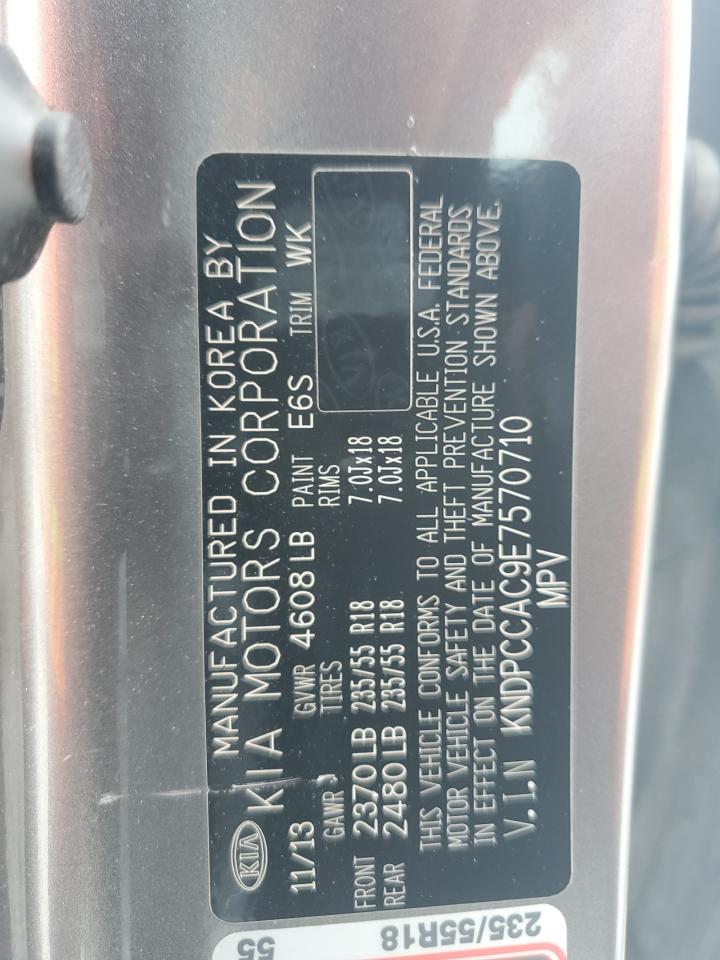 KIA
MANUFACTURED IN KOREA BY
KIA MOTORS CORPORATION
11/13 GVWR 4608 LB PAINT E6S TRIM WK
GAWR TIRES RIMS
FRONT 2370 LB 235/55 R18 7.0Jx18
REAR 2480 LB 235/55 R18 7.0Jx18
KIA
THIS VEHICLE CONFORMS TO ALL APPLICABLE U.S.A. FEDERAL
MOTOR VEHICLE SAFETY AND THEFT PREVENTION STANDARDS
IN EFFECT ON THE DATE OF MANUFACTURE SHOWN ABOVE.
V.I.N KNDPCCAC9E7570710
MPV
235/55R18
55